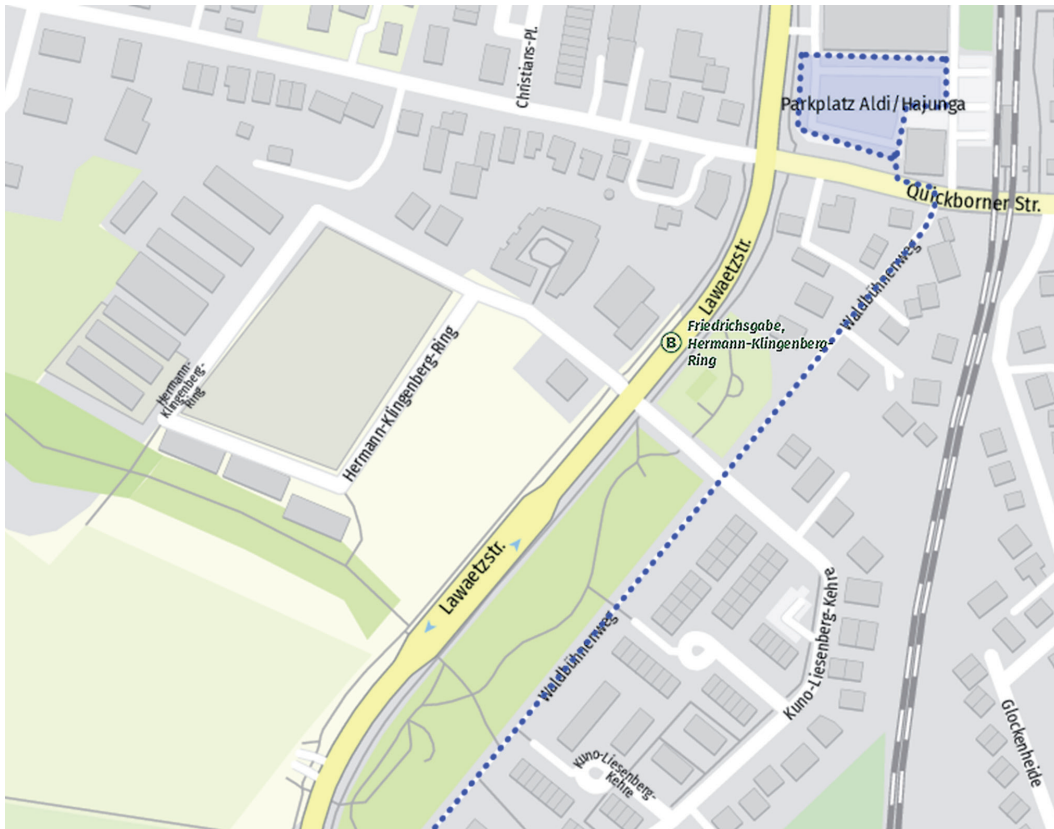 Christians-Pl.
Parkplatz Aldi/Hajunga
Quickborner Str.
Lawaetzstr.
Waldbühnenweg
B
Friedrichsgabe,
Hermann-Klingenberg-
Ring
Hermann-
Klingenberg-
Ring
Hermann-Klingenberg-Ring
Lawaetzstr.
Waldbühnenweg
Kuno-Liesenberg-Kehre
Kuno-Liesenberg-
Kehre
Glockenheide